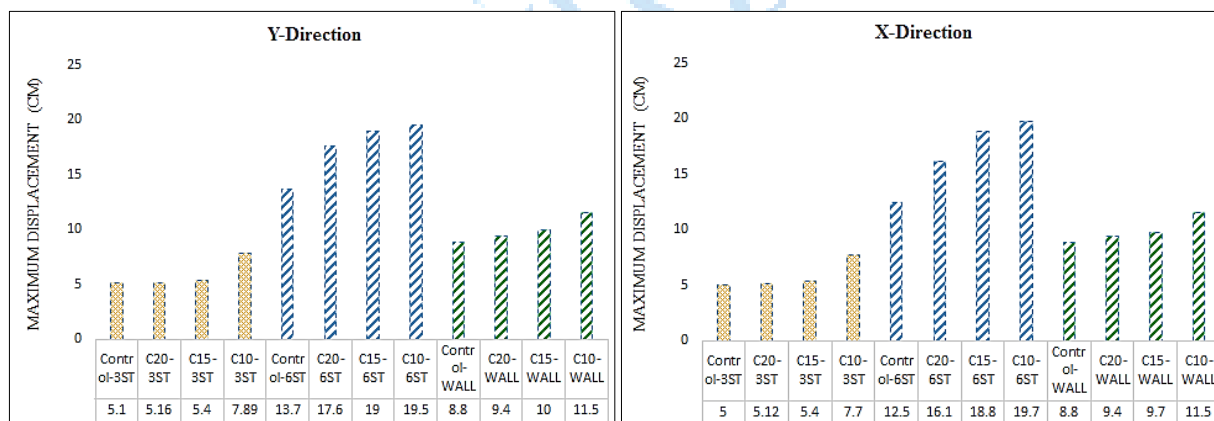 Y-Direction
MAXIMUM DISPLACEMENT (CM)
25
20
15
10
5
0
Contr ol-3ST C20-3ST C15-3ST C10-3ST Contr ol-6ST C20-6ST C15-6ST C10-6ST Contr ol-WALL C20-WALL C15-WALL C10-WALL
5.1 5.16 5.4 7.89 13.7 17.6 19 19.5 8.8 9.4 10 11.5
X-Direction
MAXIMUM DISPLACEMENT (CM)
25
20
15
10
5
0
Contr ol-3ST C20-3ST C15-3ST C10-3ST Contr ol-6ST C20-6ST C15-6ST C10-6ST Contr ol-WALL C20-WALL C15-WALL C10-WALL
5 5.12 5.4 7.7 12.5 16.1 18.8 19.7 8.8 9.4 9.7 11.5